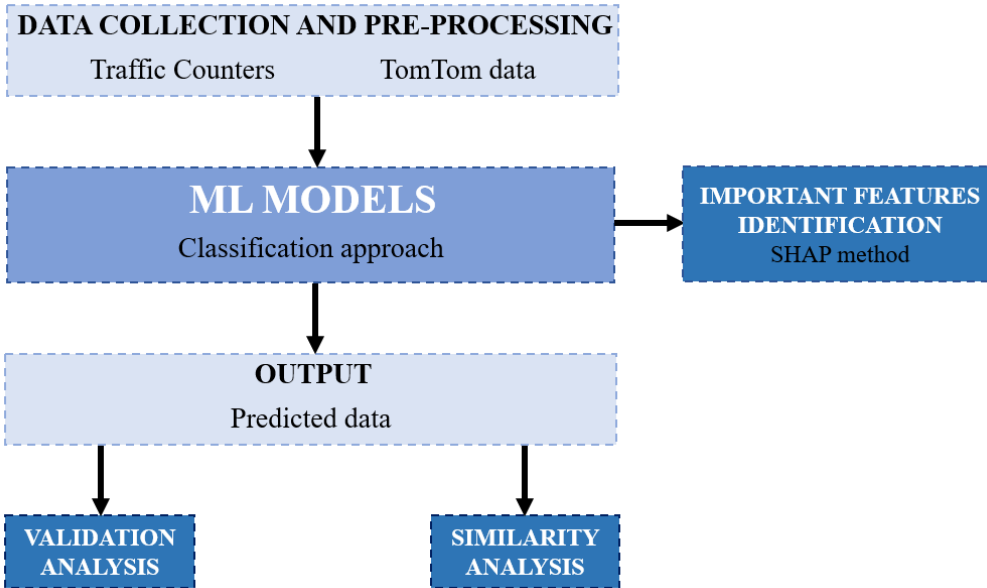 DATA COLLECTION AND PRE-PROCESSING
Traffic Counters TomTom data
ML MODELS
Classification approach
IMPORTANT FEATURES
IDENTIFICATION
SHAP method
OUTPUT
Predicted data
VALIDATION
ANALYSIS
SIMILARITY
ANALYSIS